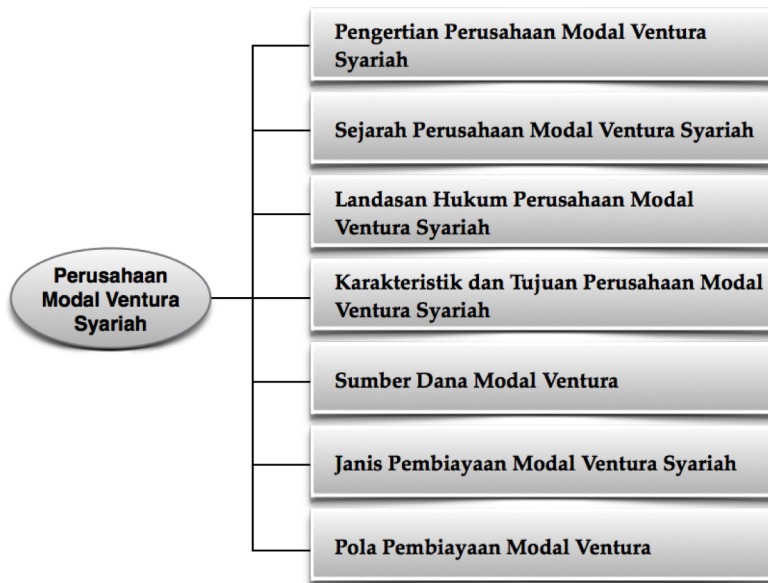 Perusahaan
Modal Ventura
Syariah
Pengertian Perusahaan Modal Ventura
Syariah
Sejarah Perusahaan Modal Ventura Syariah
Landasan Hukum Perusahaan Modal
Ventura Syariah
Karakteristik dan Tujuan Perusahaan Modal
Ventura Syariah
Sumber Dana Modal Ventura
Janis Pembiayaan Modal Ventura Syariah
Pola Pembiayaan Modal Ventura